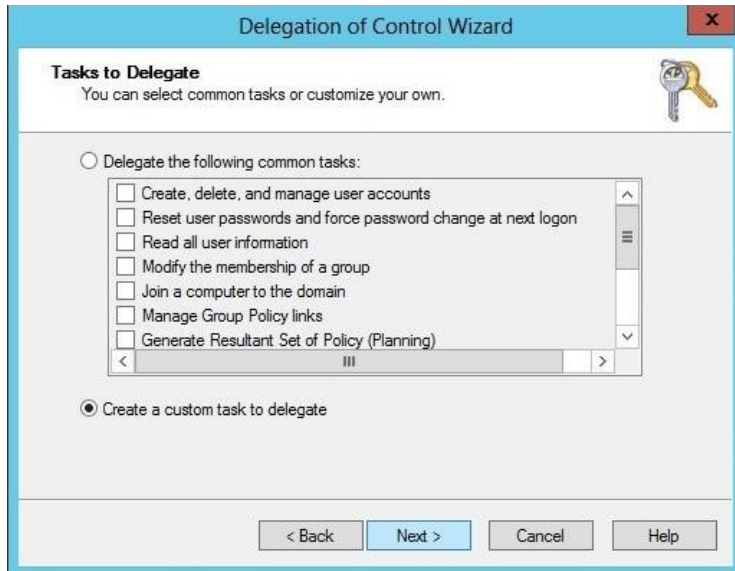 Delegation of Control Wizard
x
Tasks to Delegate
You can select common tasks or customize your own.
Delegate the following common tasks:
Create, delete, and manage user accounts
Reset user passwords and force password change at next logon
Read all user information
Modify the membership of a group
Join a computer to the domain
Manage Group Policy links
Generate Resultant Set of Policy (Planning)
Create a custom task to delegate
< Back Next > Cancel Help